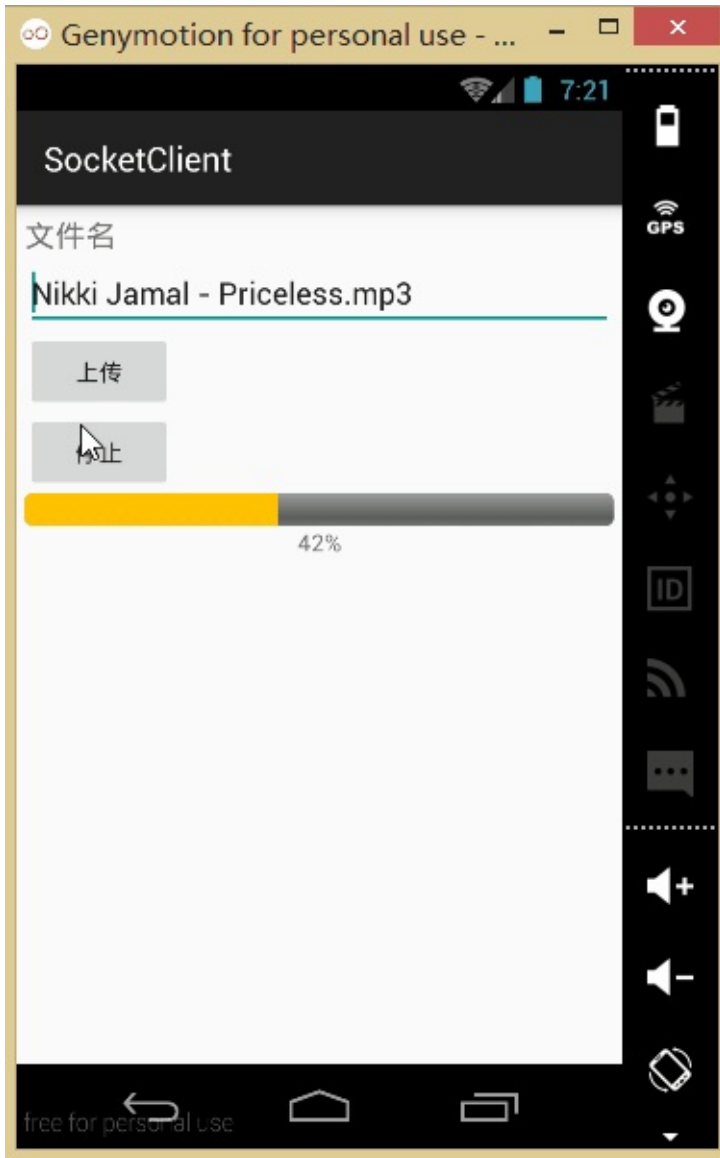 Genymotion for personal use - ...
7:21
SocketClient
GPS
文件名
Nikki Jamal - Priceless.mp3
上传
停止
42%
ID
free for personal use